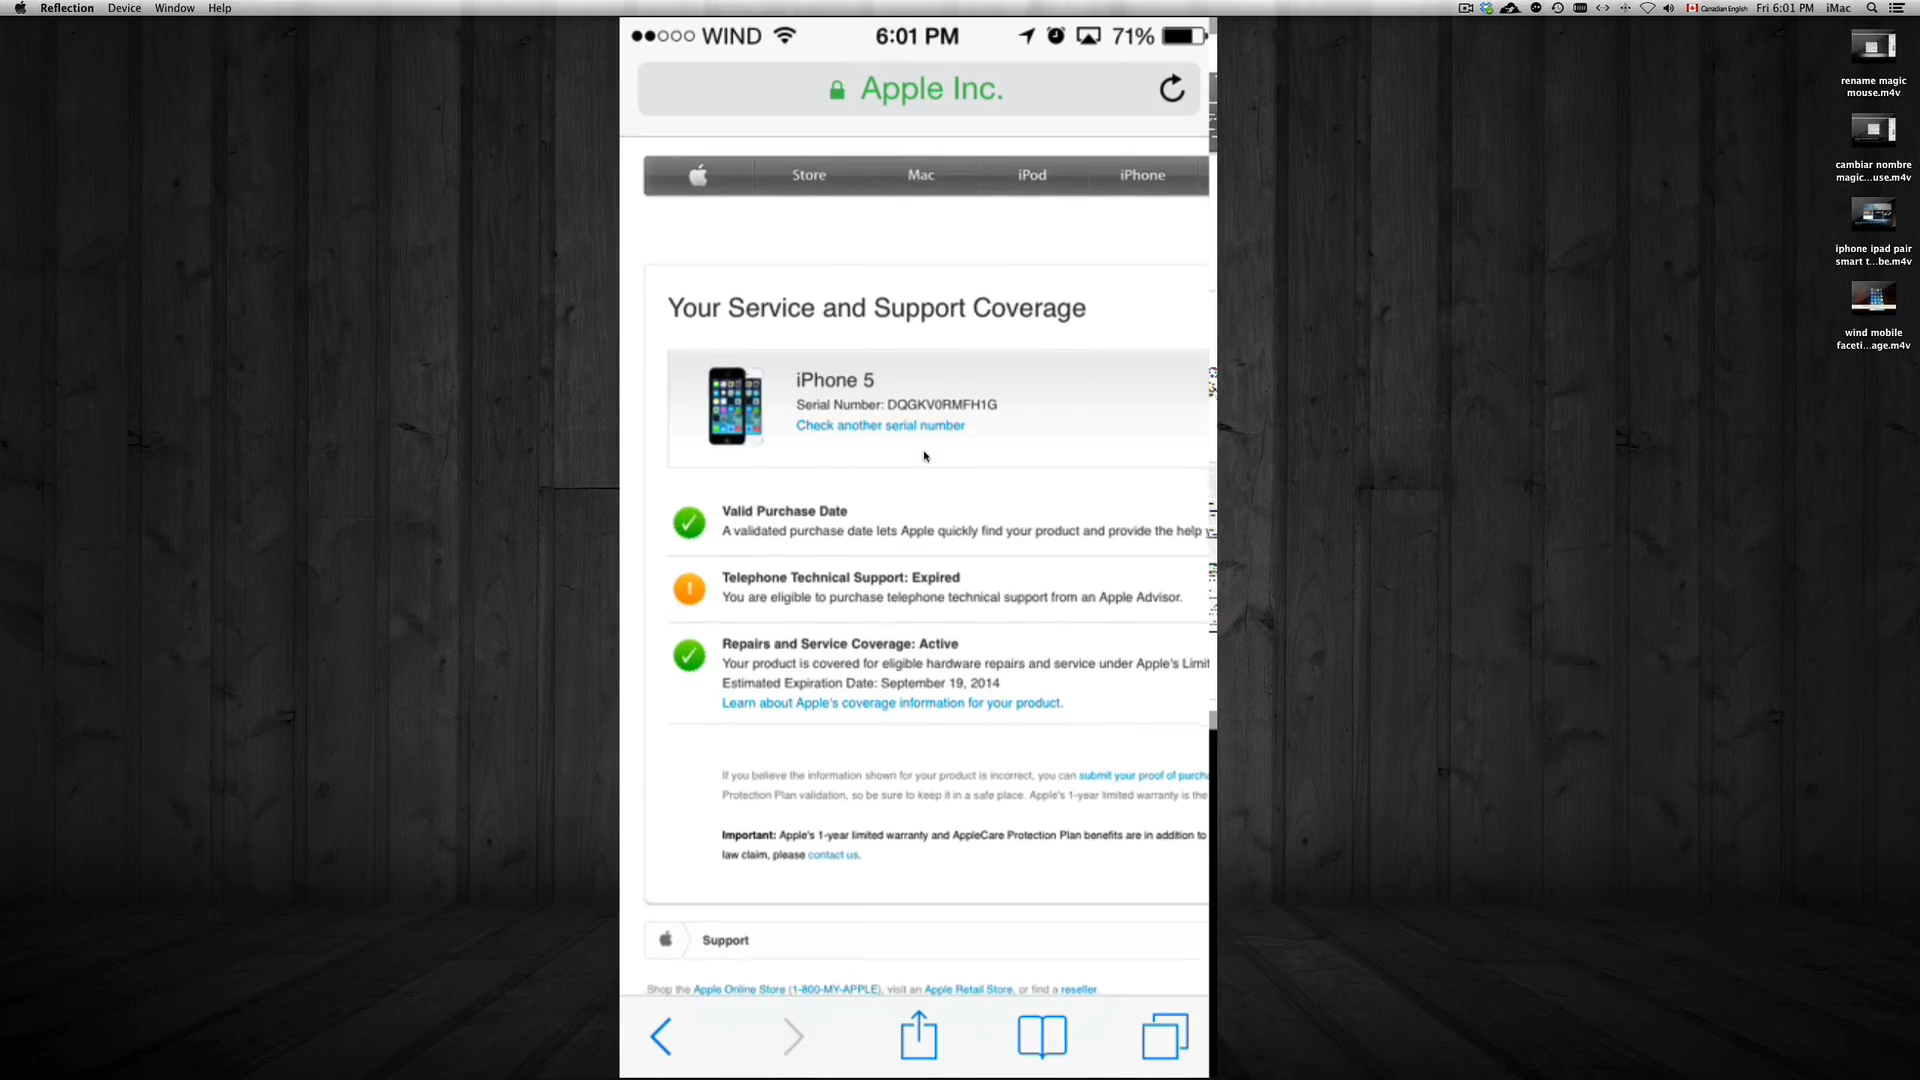 Reflection Device Window Help
Canadian English Fri 6:01 PM iMac
WIND 6:01 PM 71%
Apple Inc.
Store Mac iPod iPhone
Your Service and Support Coverage
iPhone 5
Serial Number: DQGKV0RMFH1G
Check another serial number
Valid Purchase Date
A validated purchase date lets Apple quickly find your product and provide the help
Telephone Technical Support: Expired
You are eligible to purchase telephone technical support from an Apple Advisor.
Repairs and Service Coverage: Active
Your product is covered for eligible hardware repairs and service under Apple's Limit
Estimated Expiration Date: September 19, 2014
Learn about Apple's coverage information for your product.
If you believe the information shown for your product is incorrect, you can submit your proof of purcha
Protection Plan validation, so be sure to keep it in a safe place. Apple's 1-year limited warranty is the
Important: Apple's 1-year limited warranty and AppleCare Protection Plan benefits are in addition to
law claim, please contact us.
Support
Shop the Apple Online Store (1-800-MY-APPLE), visit an Apple Retail Store, or find a reseller.
rename magic
mouse.m4v
cambiar nombre
magic...use.m4v
iphone ipad pair
smart t...be.m4v
wind mobile
faceti...age.m4v